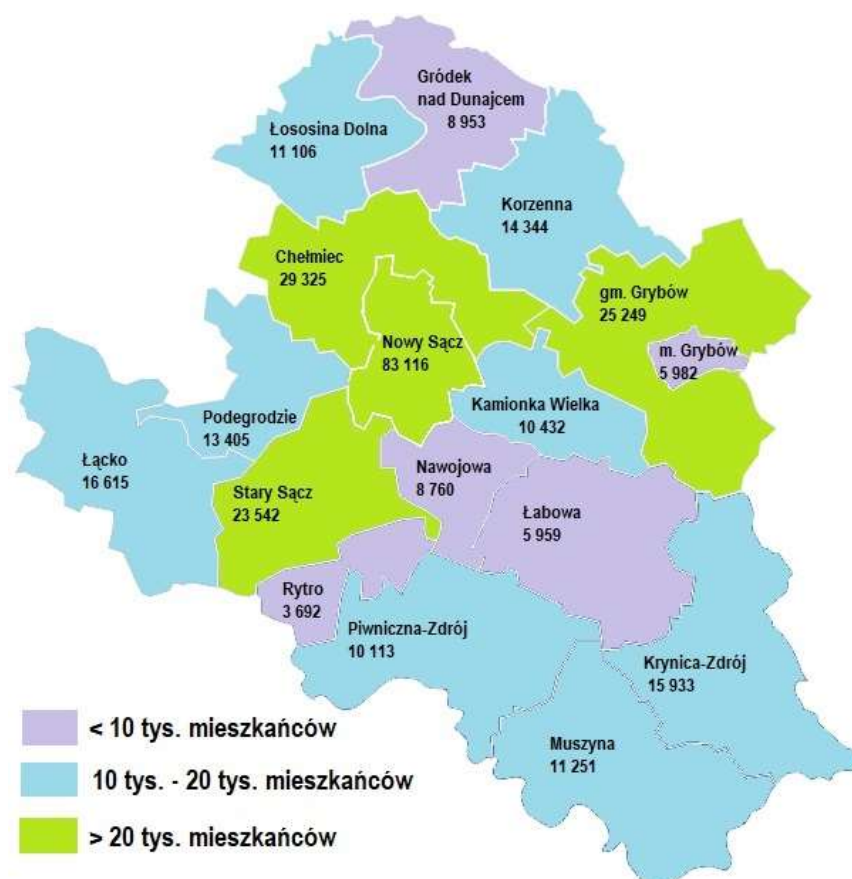 Gródek
nad Dunajcem
8 953
Łososina Dolna
11 106
Korzenna
14 344
Chełmiec
29 325
gm. Grybów
25 249
Nowy Sącz
83 116
m. Grybów
5 982
Kamionka Wielka
10 432
Podegrodzie
13 405
Łącko
16 615
Nawojowa
8 760
Stary Sącz
23 542
Łabowa
5 959
Rytro
3 692
Piwniczna-Zdrój
10 113
Krynica-Zdrój
15 933
Muszyna
11 251
< 10 tys. mieszkańców
10 tys. - 20 tys. mieszkańców
> 20 tys. mieszkańców